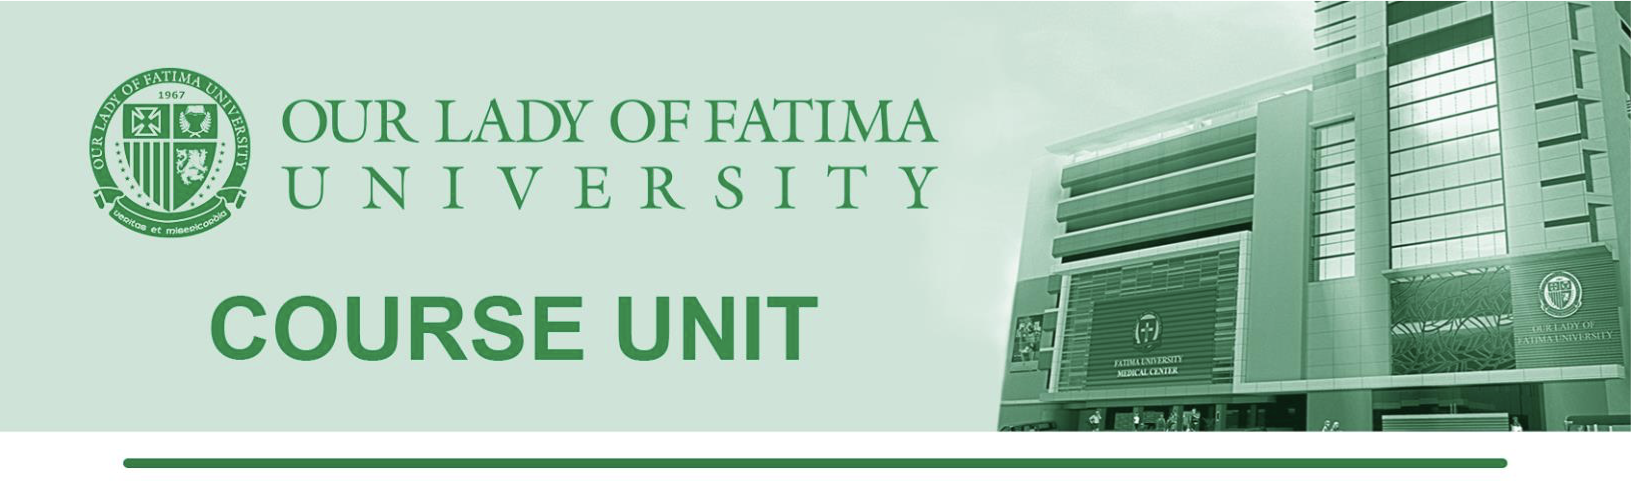 OUR LADY OF FATIMA UNIVERSITY
1967
Veritas et misericordia
OUR LADY OF FATIMA
UNIVERSITY
COURSE UNIT
FATIMA UNIVERSITY
MEDICAL CENTER
OUR LADY OF
FATIMA UNIVERSITY